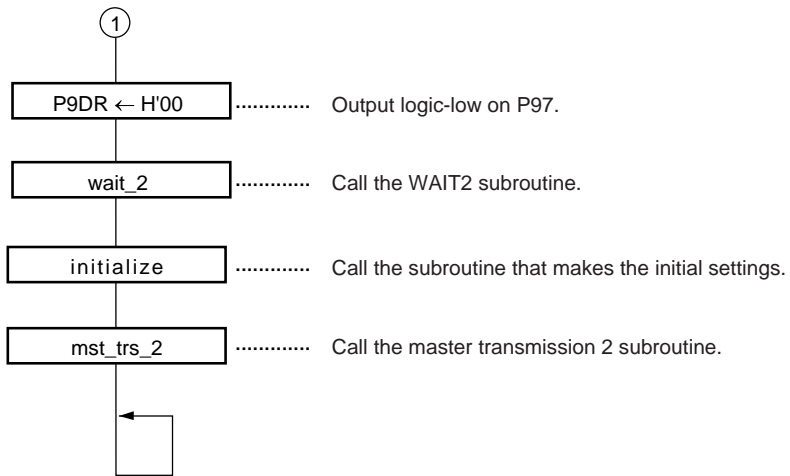 1
P9DR ← H'00 ............. Output logic-low on P97.
wait_2 ............. Call the WAIT2 subroutine.
initialize ............. Call the subroutine that makes the initial settings.
mst_trs_2 ............. Call the master transmission 2 subroutine.